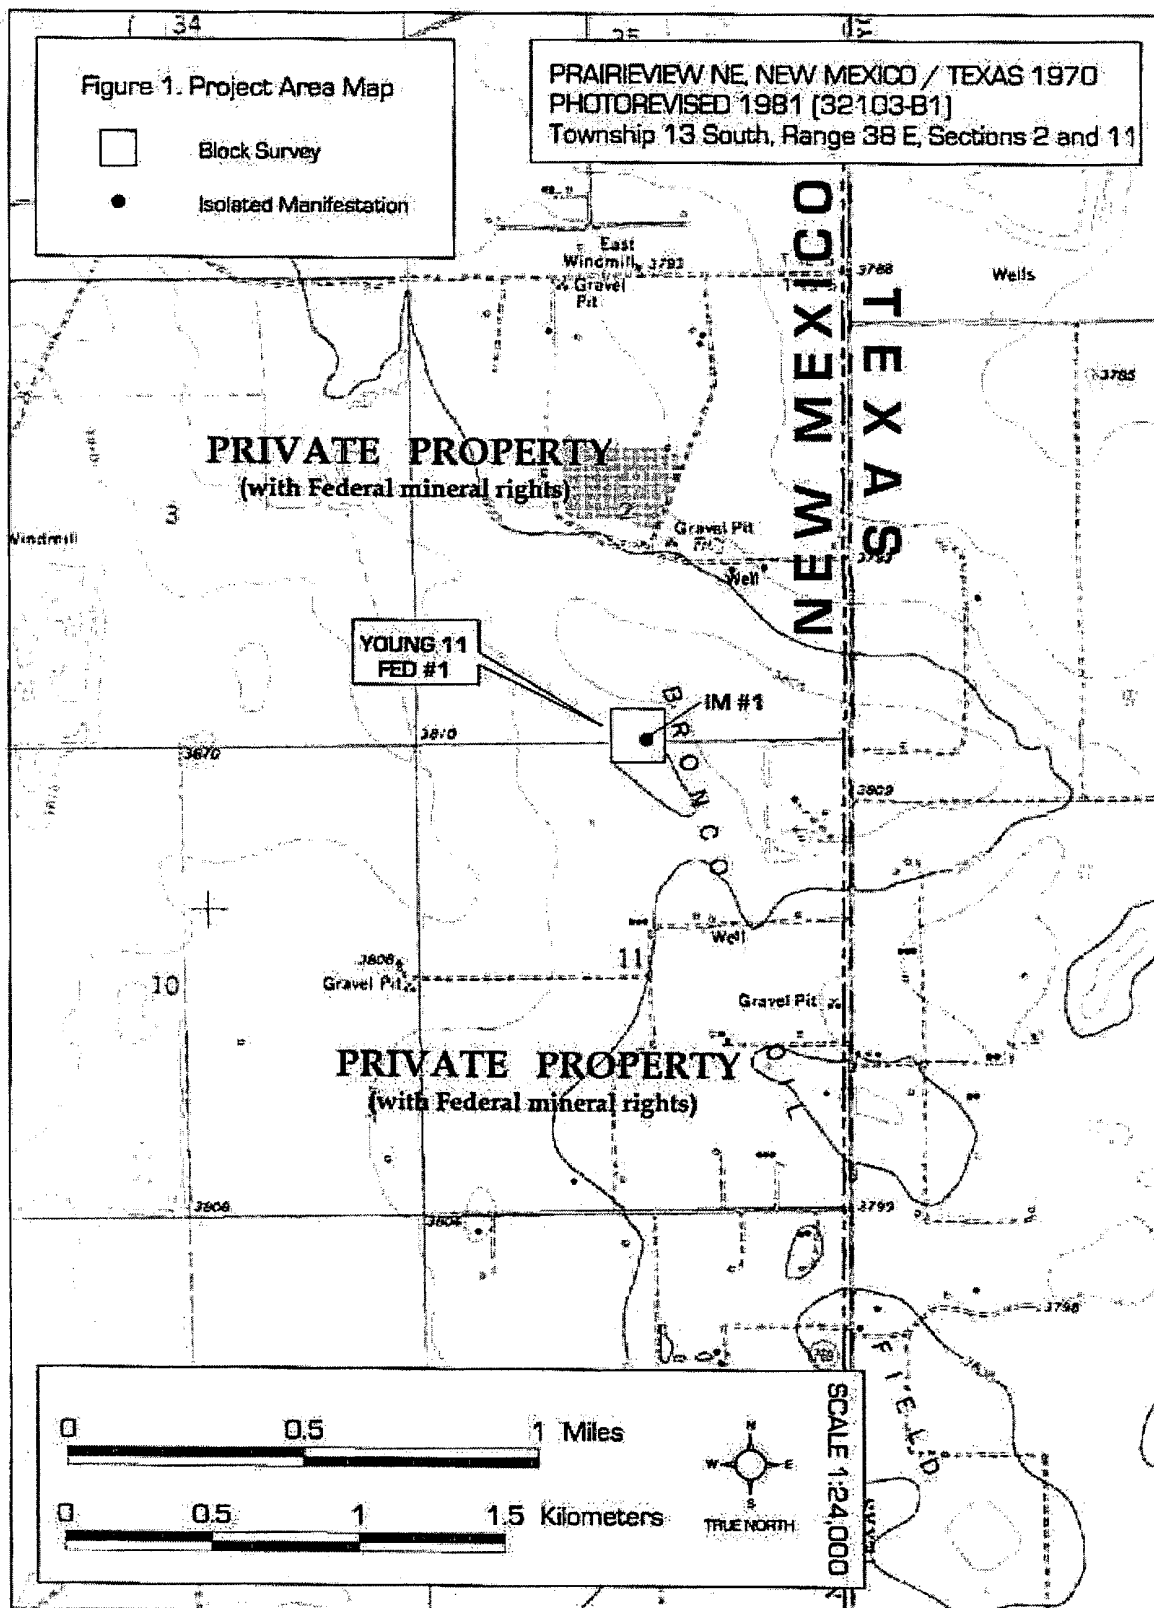 34
35
Figure 1. Project Area Map
Block Survey
Isolated Manifestation
PRAIRIEVIEW NE, NEW MEXICO / TEXAS 1970
PHOTOREVISED 1981 (32103-B1)
Township 13 South, Range 38 E, Sections 2 and 11
East
Windmill
3793
Gravel
Pit
3788
Wells
NEW MEXICO
TEXAS
3785
PRIVATE PROPERTY
(with Federal mineral rights)
3
2
Windmill
Gravel Pit
Well
YOUNG 11
FED #1
IM #1
3810
3809
BRONCO
Well
3808
11
10
Gravel Pit
Gravel Pit
PRIVATE PROPERTY
(with Federal mineral rights)
OIL
3799
3798
FIELD
0 0.5 1 Miles
0 0.5 1 1.5 Kilometers
N
W E
S
TRUE NORTH
SCALE 1:24,000